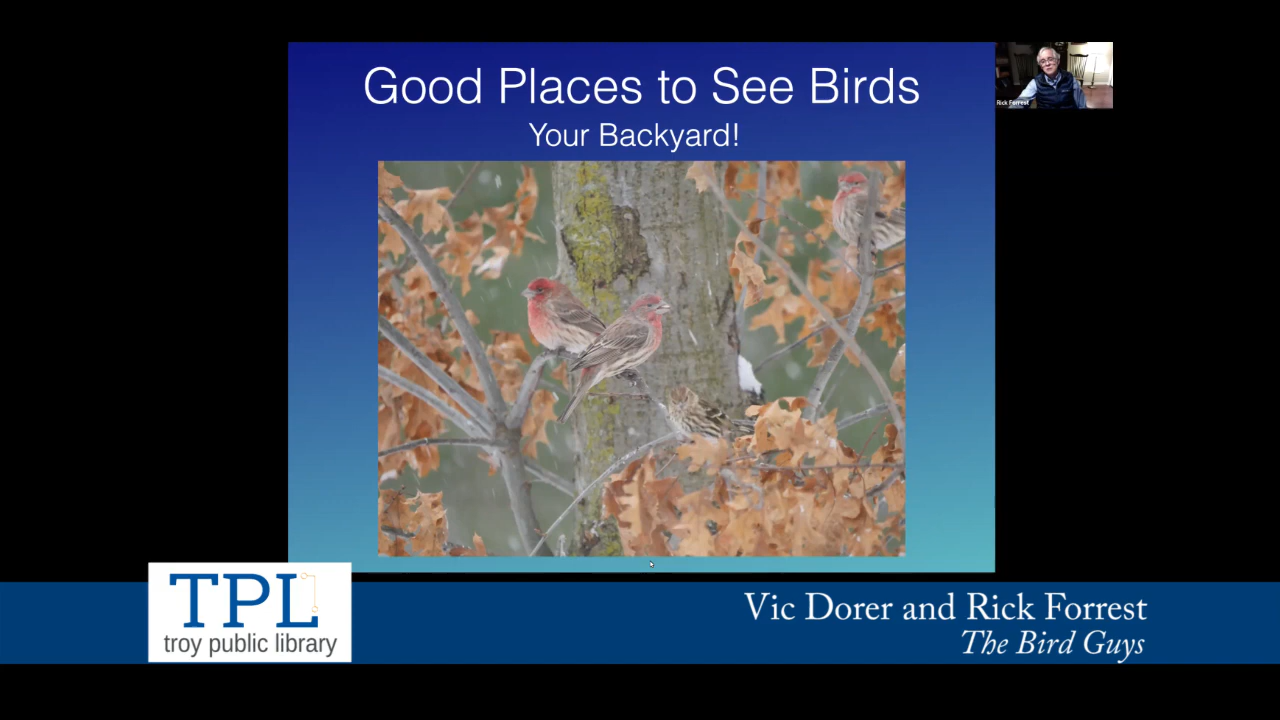 Good Places to See Birds
Your Backyard!
Rick Forrest
TPL
troy public library
Vic Dorer and Rick Forrest
The Bird Guys